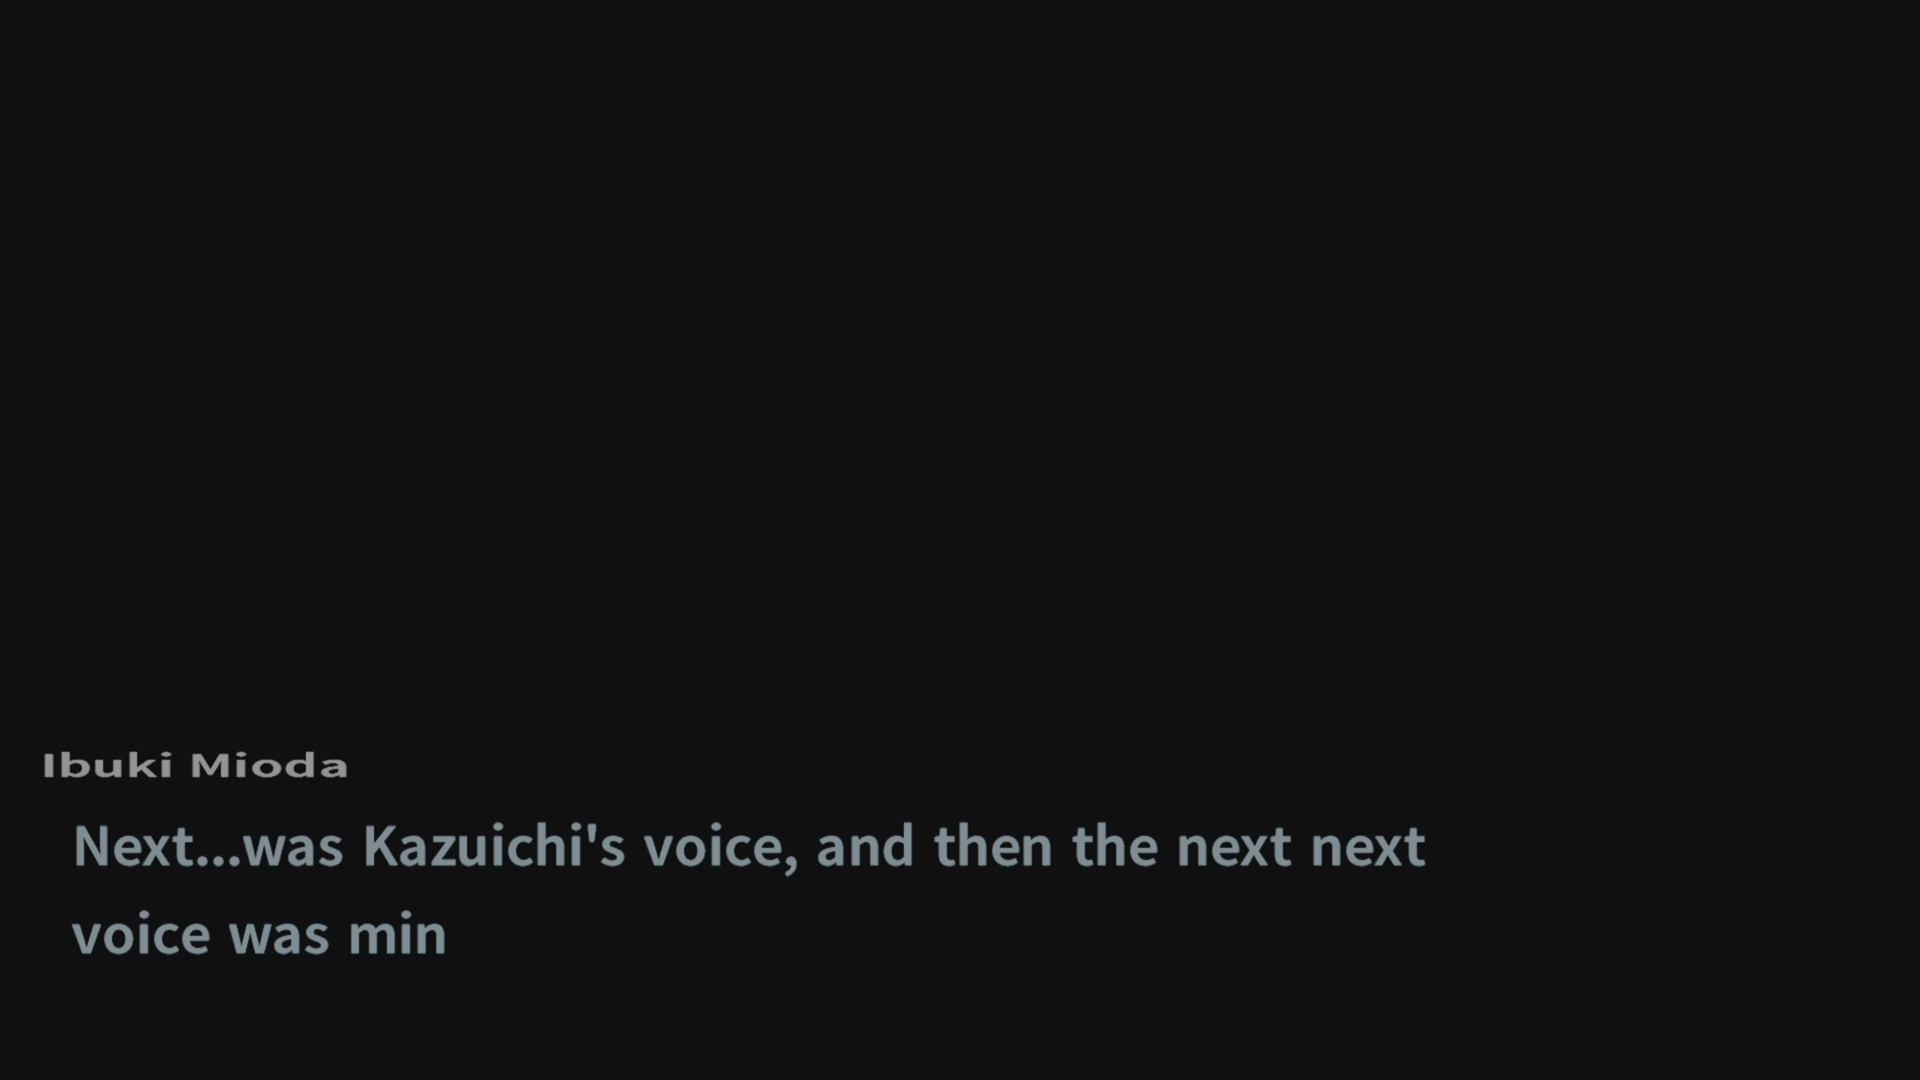 Ibuki Mioda
Next...was Kazuichi's voice, and then the next next
voice was min